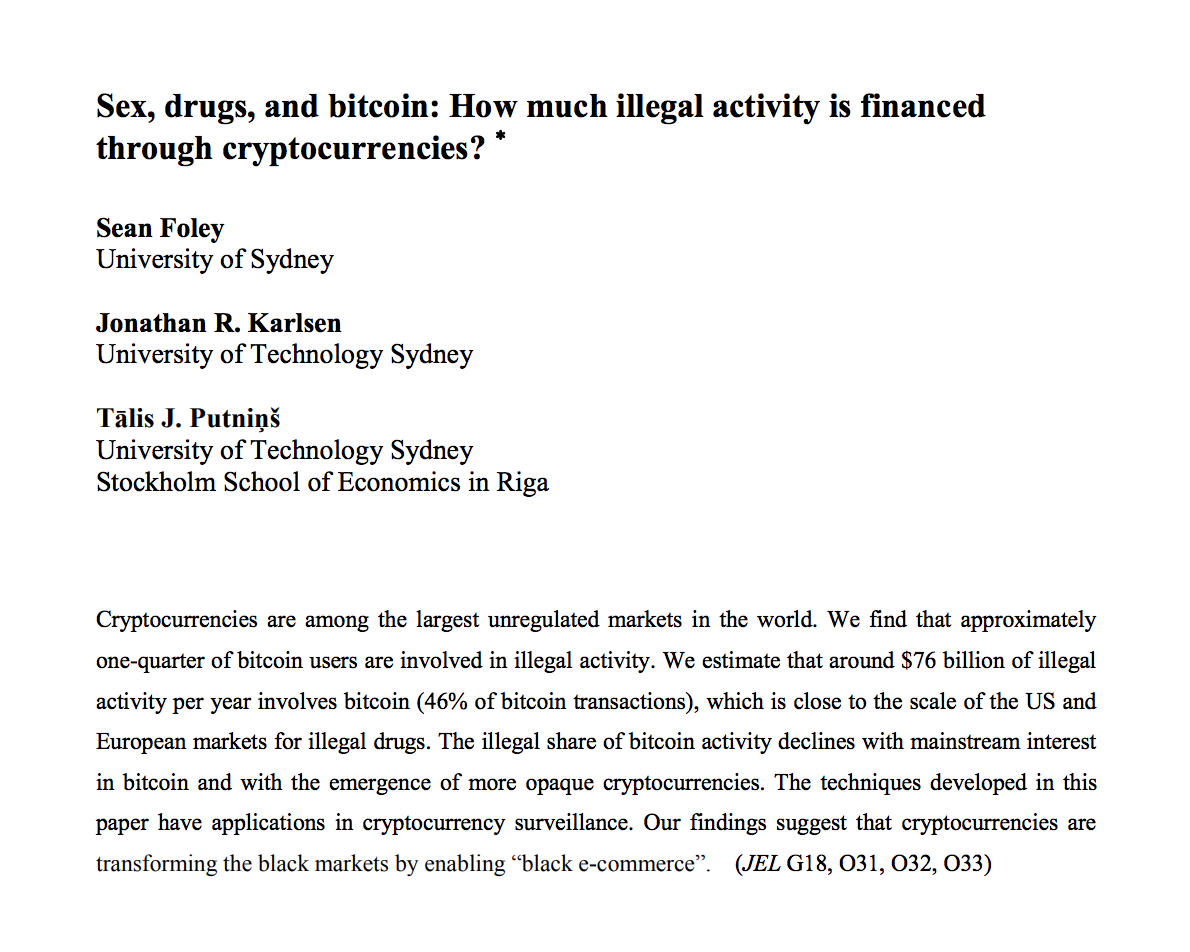 Sex, drugs, and bitcoin: How much illegal activity is financed
through cryptocurrencies? *
Sean Foley
University of Sydney
Jonathan R. Karlsen
University of Technology Sydney
Tālis J. Putniņš
University of Technology Sydney
Stockholm School of Economics in Riga
Cryptocurrencies are among the largest unregulated markets in the world. We find that approximately
one-quarter of bitcoin users are involved in illegal activity. We estimate that around $76 billion of illegal
activity per year involves bitcoin (46% of bitcoin transactions), which is close to the scale of the US and
European markets for illegal drugs. The illegal share of bitcoin activity declines with mainstream interest
in bitcoin and with the emergence of more opaque cryptocurrencies. The techniques developed in this
paper have applications in cryptocurrency surveillance. Our findings suggest that cryptocurrencies are
transforming the black markets by enabling “black e-commerce”. (JEL G18, O31, O32, O33)